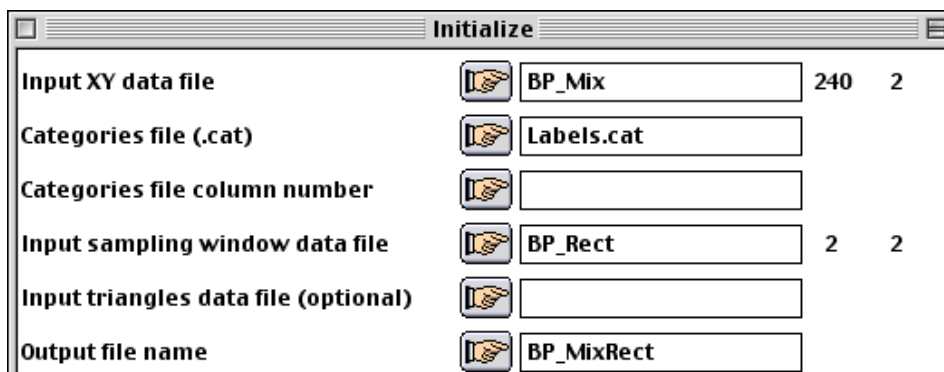 Initialize
Input XY data file BP_Mix 240 2
Categories file (.cat) Labels.cat
Categories file column number
Input sampling window data file BP_Rect 2 2
Input triangles data file (optional)
Output file name BP_MixRect